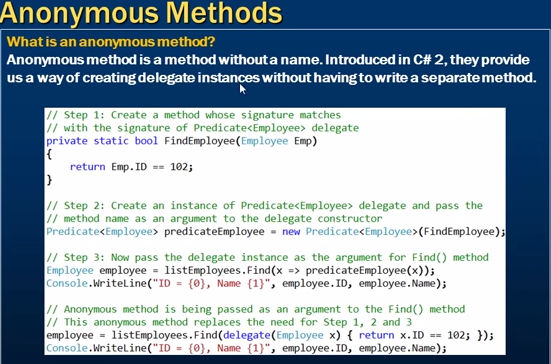 Anonymous Methods
What is an anonymous method?
Anonymous method is a method without a name. Introduced in C# 2, they provide
us a way of creating delegate instances without having to write a separate method.
// Step 1: Create a method whose signature matches
// with the signature of Predicate<Employee> delegate
private static bool FindEmployee(Employee Emp)
{
    return Emp.ID == 102;
}
// Step 2: Create an instance of Predicate<Employee> delegate and pass the
// method name as an argument to the delegate constructor
Predicate<Employee> predicateEmployee = new Predicate<Employee>(FindEmployee);
// Step 3: Now pass the delegate instance as the argument for Find() method
Employee employee = listEmployees.Find(x => predicateEmployee(x));
Console.WriteLine("ID = {0}, Name {1}", employee.ID, employee.Name);
// Anonymous method is being passed as an argument to the Find() method
// This anonymous method replaces the need for Step 1, 2 and 3
employee = listEmployees.Find(delegate(Employee x) { return x.ID == 102; });
Console.WriteLine("ID = {0}, Name {1}", employee.ID, employee.Name);